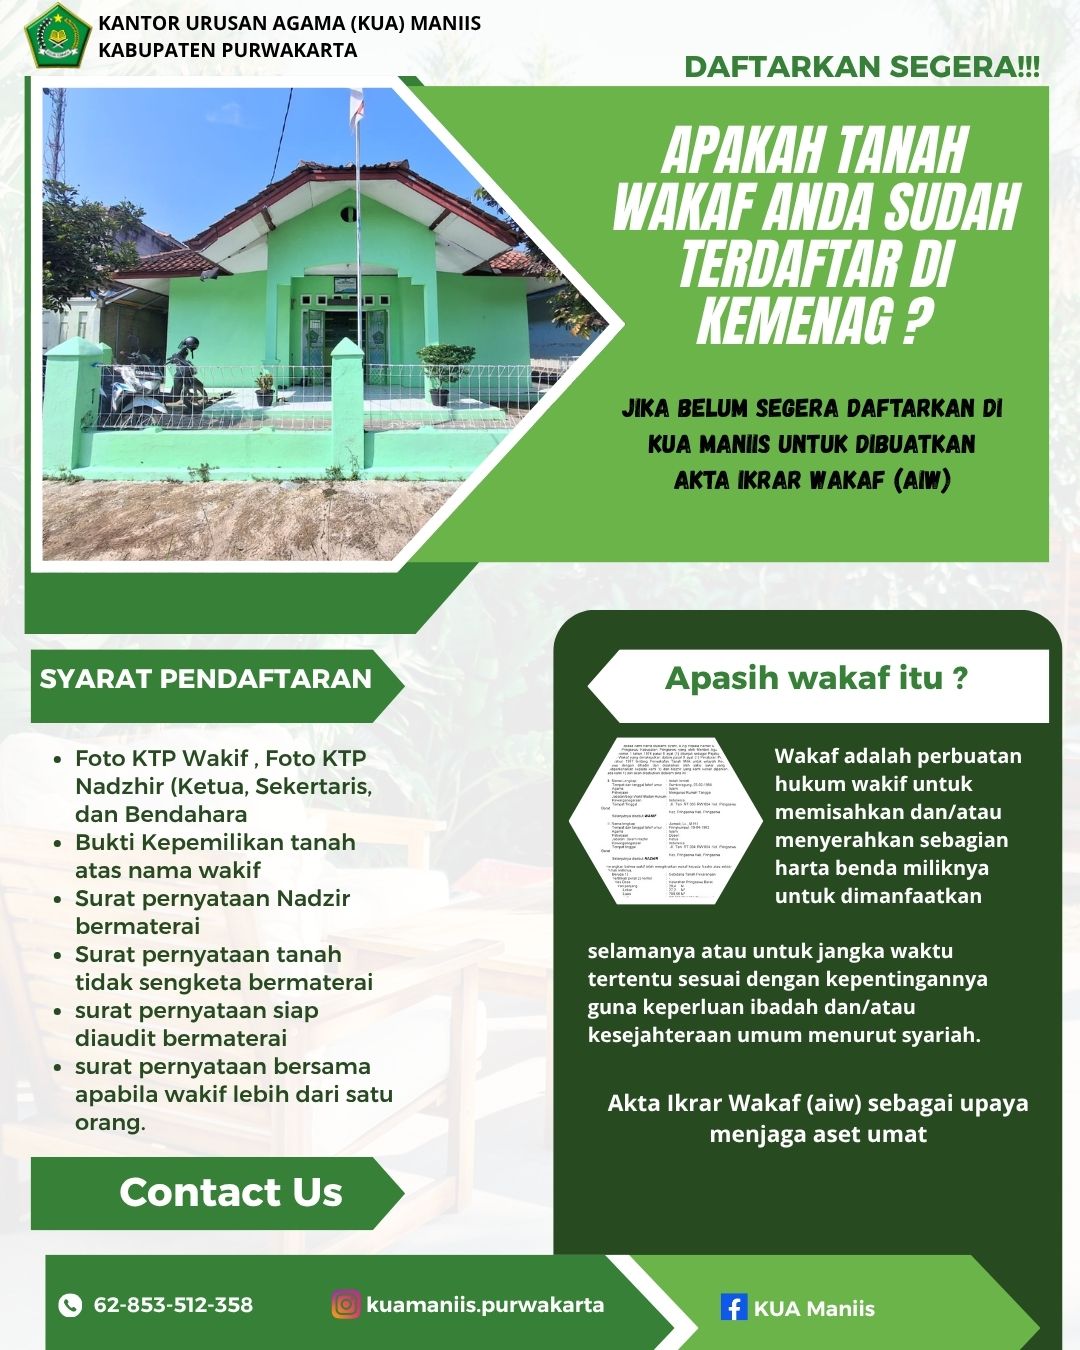 KANTOR URUSAN AGAMA (KUA) MANIIS
KABUPATEN PURWAKARTA
DAFTARKAN SEGERA!!!
APAKAH TANAH
WAKAF ANDA SUDAH
TERDAFTAR DI
KEMENAG ?
JIKA BELUM SEGERA DAFTARKAN DI
KUA MANIIS UNTUK DIBUATKAN
AKTA IKRAR WAKAF (AIW)
SYARAT PENDAFTARAN
• Foto KTP Wakif , Foto KTP
Nadzhir (Ketua, Sekertaris,
dan Bendahara
• Bukti Kepemilikan tanah
atas nama wakif
• Surat pernyataan Nadzir
bermaterai
• Surat pernyataan tanah
tidak sengketa bermaterai
• surat pernyataan siap
diaudit bermaterai
• surat pernyataan bersama
apabila wakif lebih dari satu
orang.
Apasih wakaf itu ?
Wakaf adalah perbuatan
hukum wakif untuk
memisahkan dan/atau
menyerahkan sebagian
harta benda miliknya
untuk dimanfaatkan
selamanya atau untuk jangka waktu
tertentu sesuai dengan kepentingannya
guna keperluan ibadah dan/atau
kesejahteraan umum menurut syariah.
Akta Ikrar Wakaf (aiw) sebagai upaya
menjaga aset umat
Contact Us
62-853-512-358
kuamaniis.purwakarta
KUA Maniis